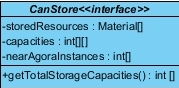 CanStore<<interface>>
-storedResources : Material[]
-capacities : int[][]
-nearAgoraInstances : int[]
+getTotalStorageCapacities() : int []